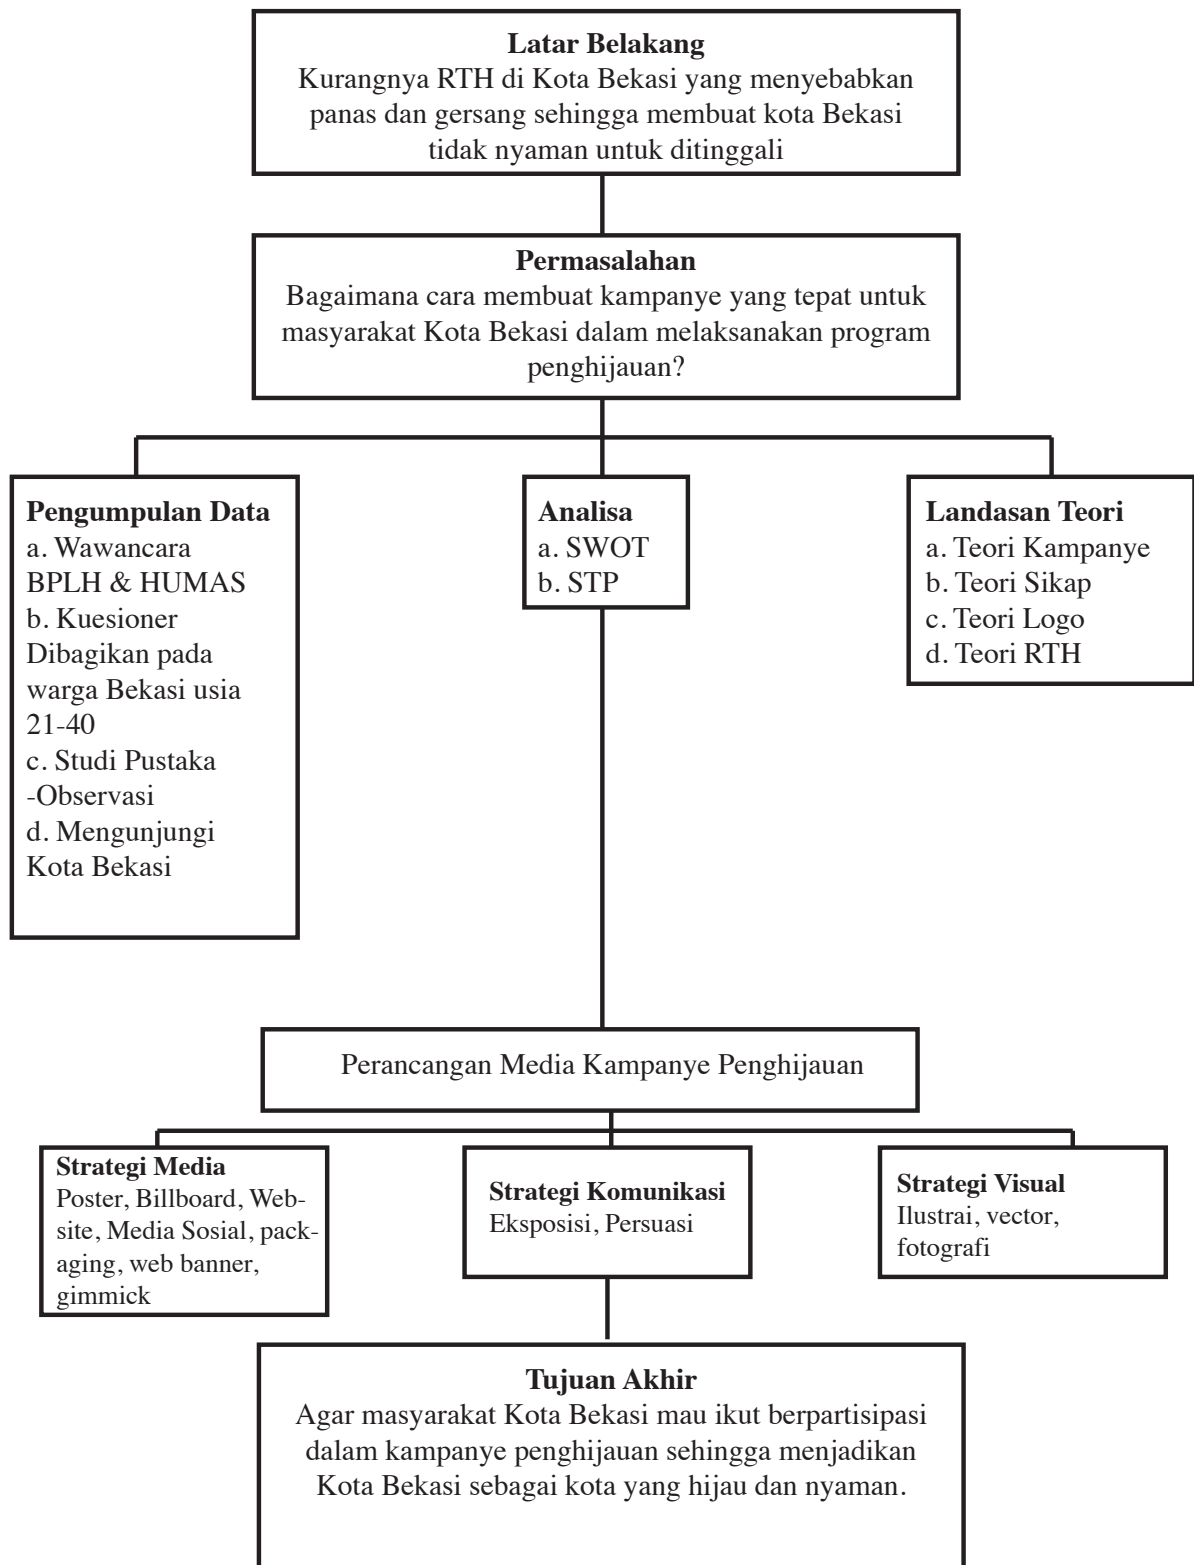 Latar Belakang
Kurangnya RTH di Kota Bekasi yang menyebabkan
panas dan gersang sehingga membuat kota Bekasi
tidak nyaman untuk ditinggali
Permasalahan
Bagaimana cara membuat kampanye yang tepat untuk
masyarakat Kota Bekasi dalam melaksanakan program
penghijauan?
Pengumpulan Data
a. Wawancara
BPLH & HUMAS
b. Kuesioner
Dibagikan pada
warga Bekasi usia
21-40
c. Studi Pustaka
-Observasi
d. Mengunjungi
Kota Bekasi
Analisa
a. SWOT
b. STP
Landasan Teori
a. Teori Kampanye
b. Teori Sikap
c. Teori Logo
d. Teori RTH
Perancangan Media Kampanye Penghijauan
Strategi Media
Poster, Billboard, Web-
site, Media Sosial, pack-
aging, web banner,
gimmick
Strategi Komunikasi
Eksposisi, Persuasi
Strategi Visual
Ilustrai, vector,
fotografi
Tujuan Akhir
Agar masyarakat Kota Bekasi mau ikut berpartisipasi
dalam kampanye penghijauan sehingga menjadikan
Kota Bekasi sebagai kota yang hijau dan nyaman.